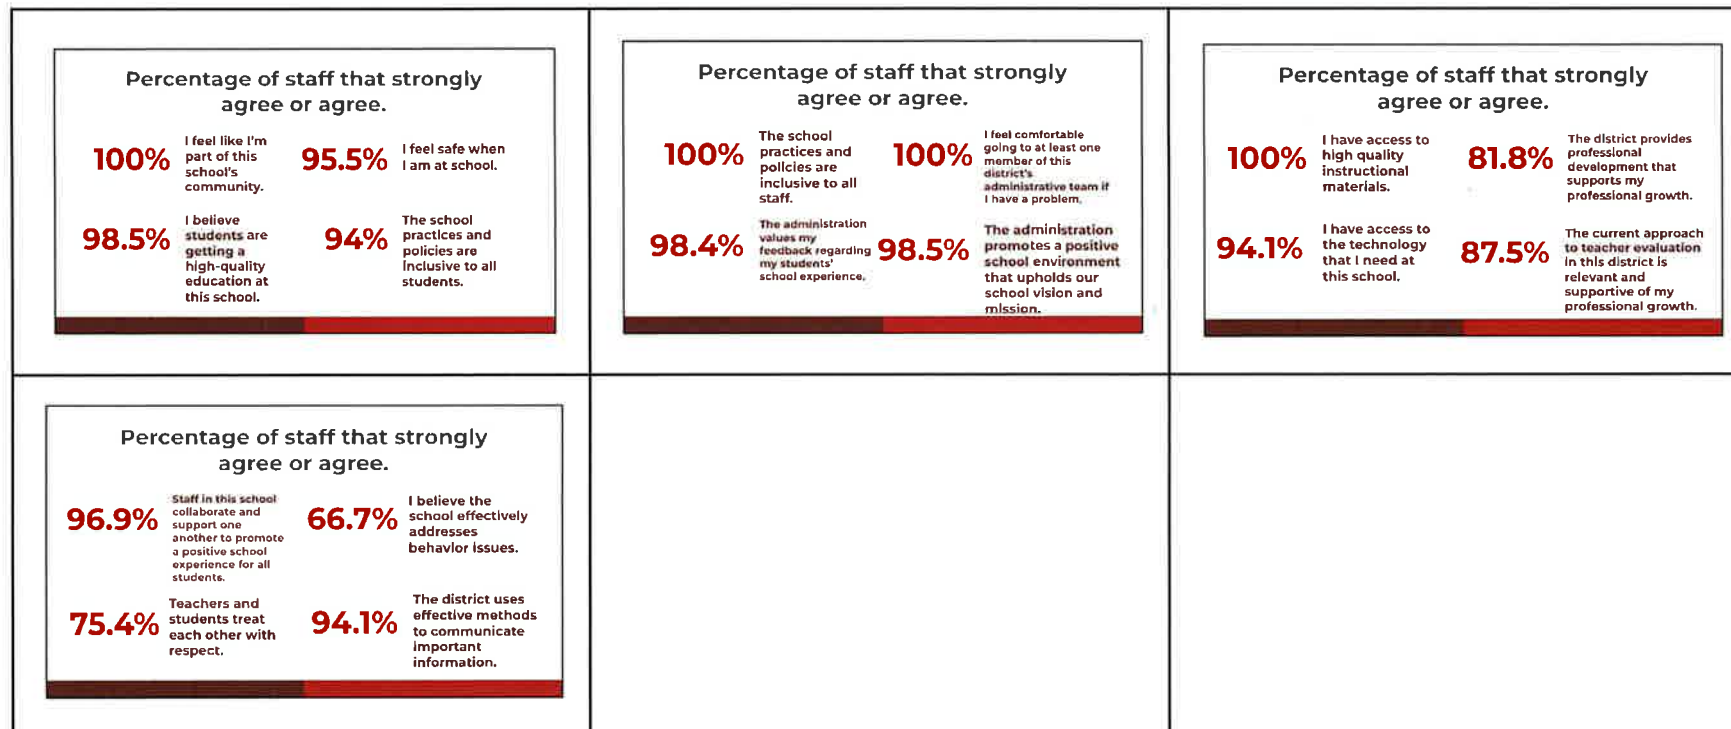 Percentage of staff that strongly
agree or agree.
100%
I feel like I'm
part of this
school's
community.
95.5%
I feel safe when
I am at school.
98.5%
I believe
students are
getting a
high-quality
education at
this school.
94%
The school
practices and
policies are
inclusive to all
students.
Percentage of staff that strongly
agree or agree.
100%
The school
practices and
policies are
inclusive to all
staff.
100%
I feel comfortable
going to at least one
member of this
district's
administrative team if
I have a problem.
98.4%
The administration
values my
feedback regarding
my students'
school experience.
98.5%
The administration
promotes a positive
school environment
that upholds our
school vision and
mission.
Percentage of staff that strongly
agree or agree.
100%
I have access to
high quality
instructional
materials.
81.8%
The district provides
professional
development that
supports my
professional growth.
94.1%
I have access to
the technology
that I need at
this school.
87.5%
The current approach
to teacher evaluation
in this district is
relevant and
supportive of my
professional growth.
Percentage of staff that strongly
agree or agree.
96.9%
Staff in this school
collaborate and
support one
another to promote
a positive school
experience for all
students.
66.7%
I believe the
school effectively
addresses
behavior issues.
75.4%
Teachers and
students treat
each other with
respect.
94.1%
The district uses
effective methods
to communicate
important
information.